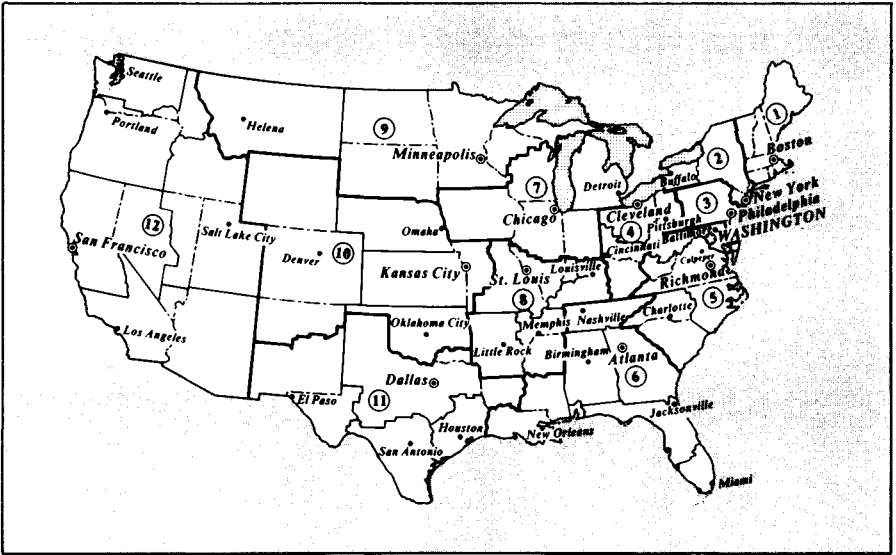 Seattle
Portland
Helena
9
Minneapolis
1
Boston
2
Buffalo
New York
3
Philadelphia
WASHINGTON
7
Detroit
Chicago
Cleveland
Pittsburgh
4
Cincinnati
Baltimore
Culpeper
Richmond
5
12
San Francisco
Salt Lake City
Omaha
Denver
10
Kansas City
St. Louis
Louisville
8
Los Angeles
Oklahoma City
Memphis
Nashville
Charlotte
Little Rock
Birmingham
Atlanta
6
Dallas
El Paso
11
Houston
San Antonio
New Orleans
Jacksonville
Miami